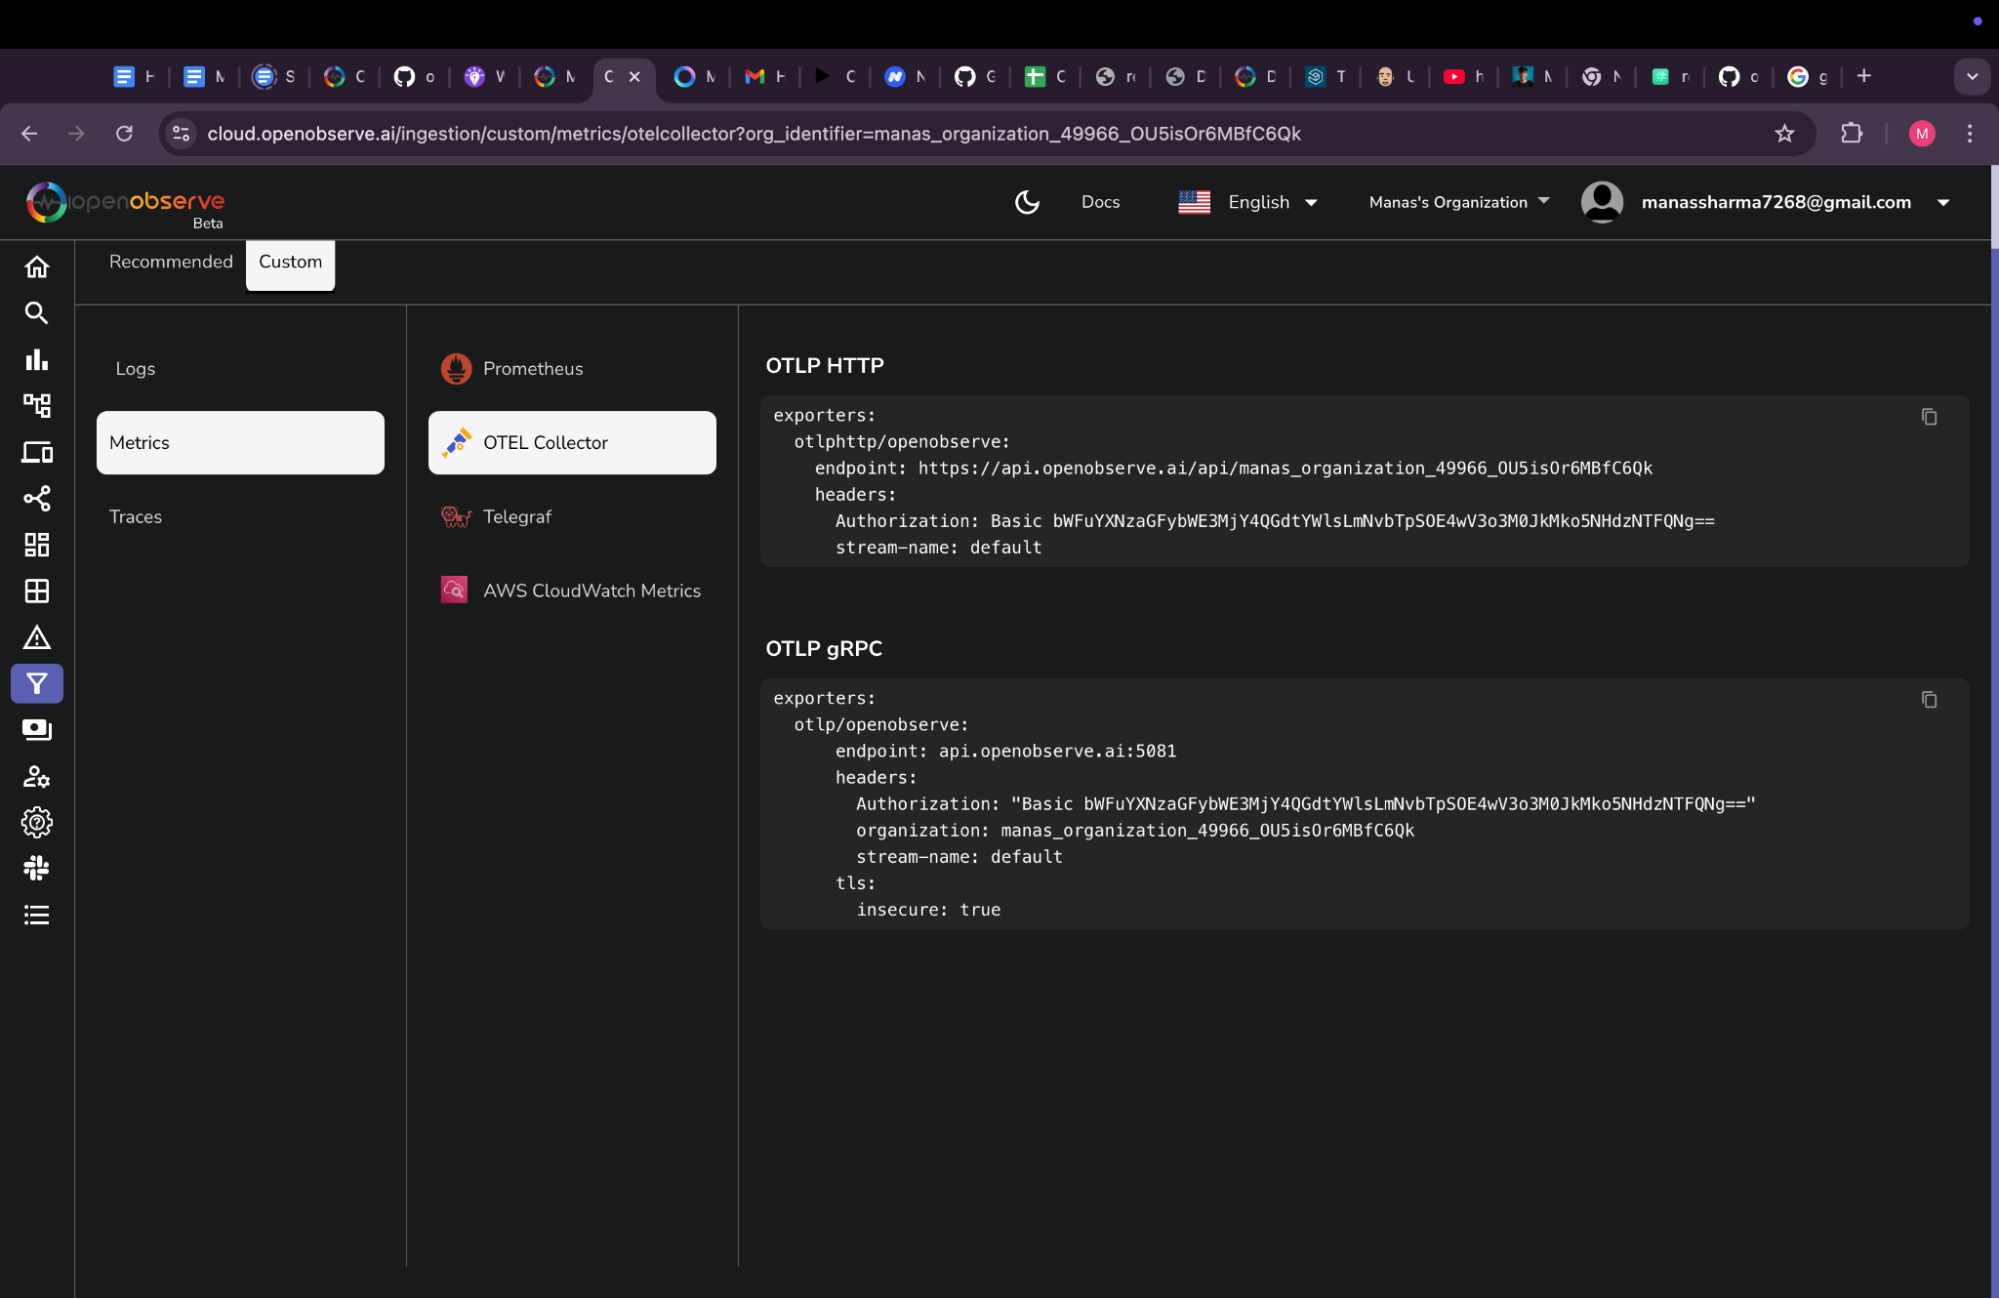 H
M
S
C
o
W
M
C
M
H
C
N
G
C
re
D
D
T
U
h
M
N
r
o
g
cloud.openobserve.ai/ingestion/custom/metrics/otelcollector?org_identifier=manas_organization_49966_OU5isOr6MBfC6Qk
M
openobserve
Beta
Docs
English
Manas's Organization
manassharma7268@gmail.com
Recommended
Custom
Logs
Metrics
Traces
Prometheus
OTEL Collector
Telegraf
AWS CloudWatch Metrics
OTLP HTTP
exporters:
otlphttp/openobserve:
endpoint: https://api.openobserve.ai/api/manas_organization_49966_OU5isOr6MBfC6Qk
headers:
Authorization: Basic bWFuYXNzaGFybWE3MjY4QGdtYWlsLmNvbTpSOE4wV3o3M0JkMko5NHdzNTFQNg==
stream-name: default
OTLP gRPC
exporters:
otlp/openobserve:
endpoint: api.openobserve.ai:5081
headers:
Authorization: "Basic bWFuYXNzaGFybWE3MjY4QGdtYWlsLmNvbTpSOE4wV3o3M0JkMko5NHdzNTFQNg=="
organization: manas_organization_49966_OU5isOr6MBfC6Qk
stream-name: default
tls:
insecure: true